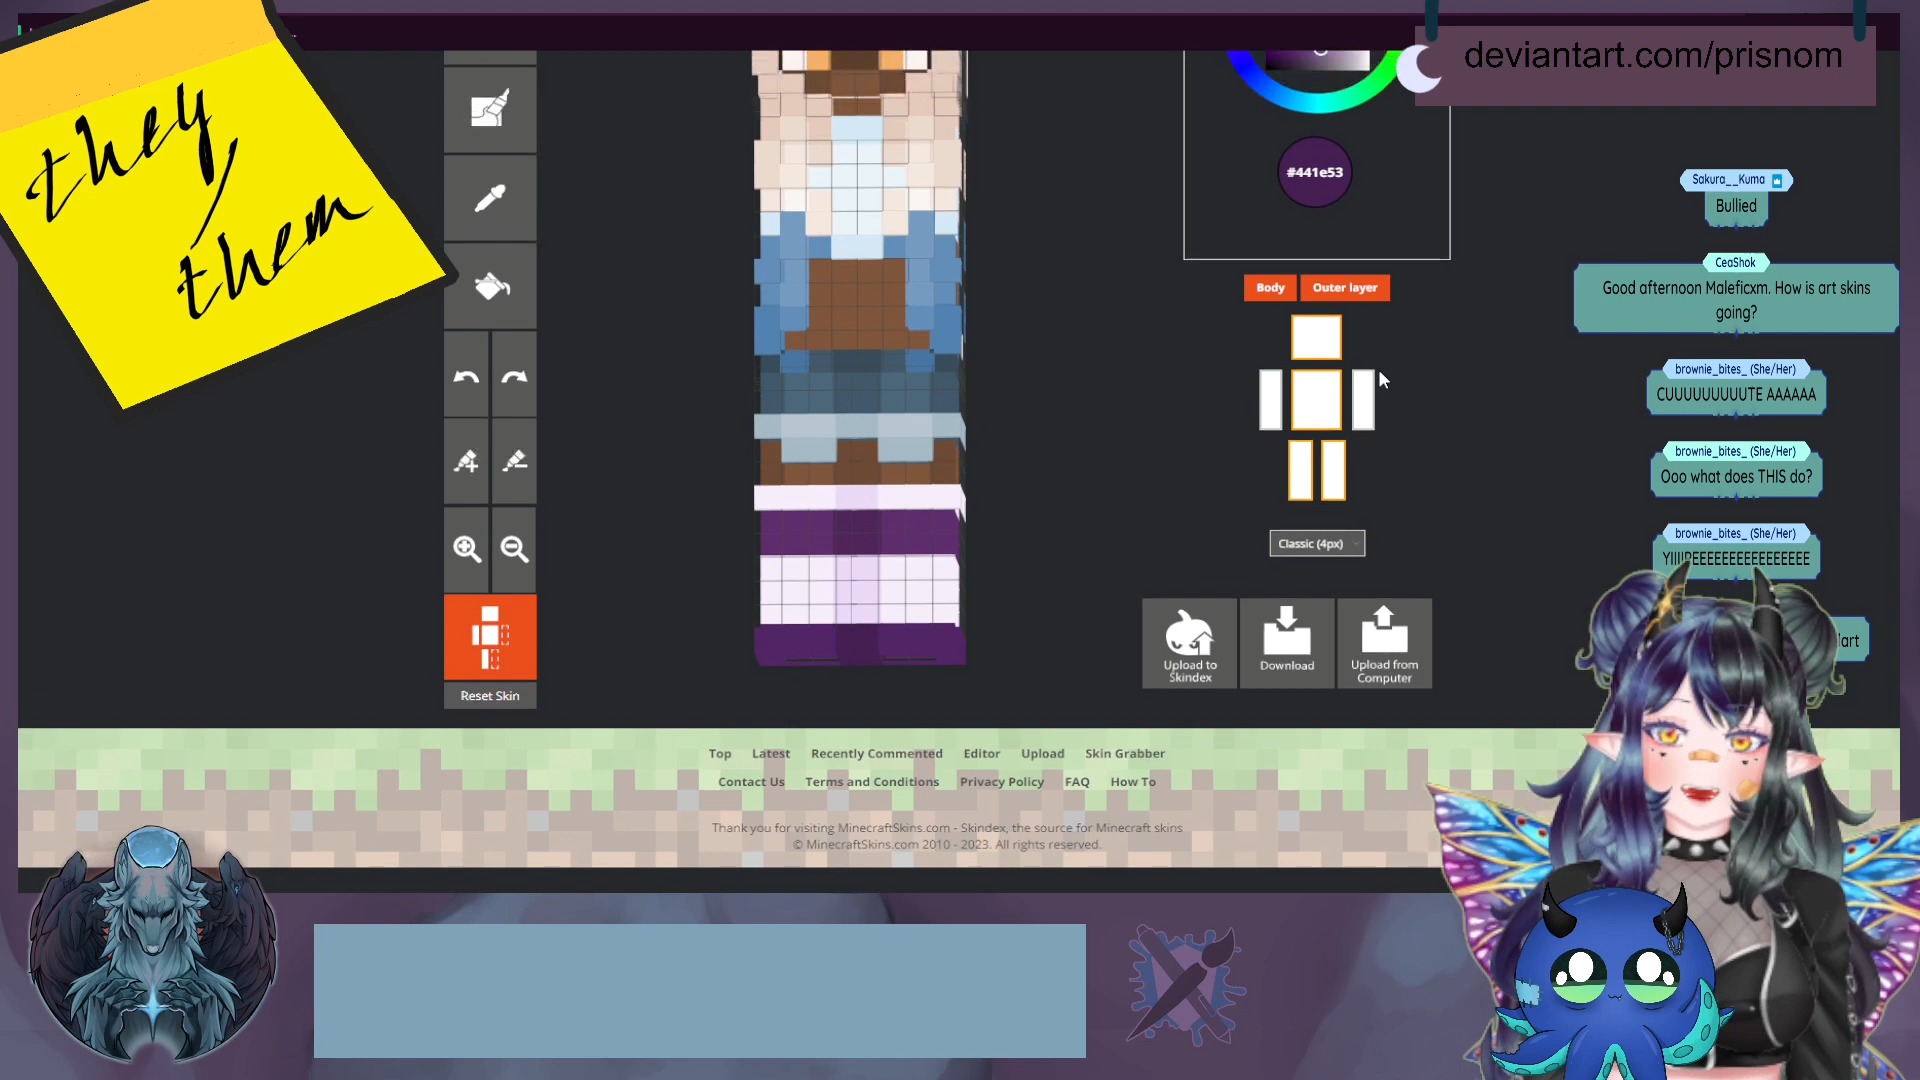 they
/
them
deviantart.com/prisnom
#441e53
Body
Outer layer
Classic (4px)
Upload to
Skindex
Download
Upload from
Computer
Reset Skin
Sakura__Kuma
Bullied
CeaShok
Good afternoon Maleficxm. How is art skins
going?
brownie_bites_ (She/Her)
CUUUUUUUUUTE AAAAAA
brownie_bites_ (She/Her)
Ooo what does THIS do?
brownie_bites_ (She/Her)
Top Latest Recently Commented Editor Upload Skin Grabber
Contact Us Terms and Conditions Privacy Policy FAQ How To
Thank you for visiting MinecraftSkins.com - Skindex, the source for Minecraft skins
© MinecraftSkins.com 2010 - 2023. All rights reserved.